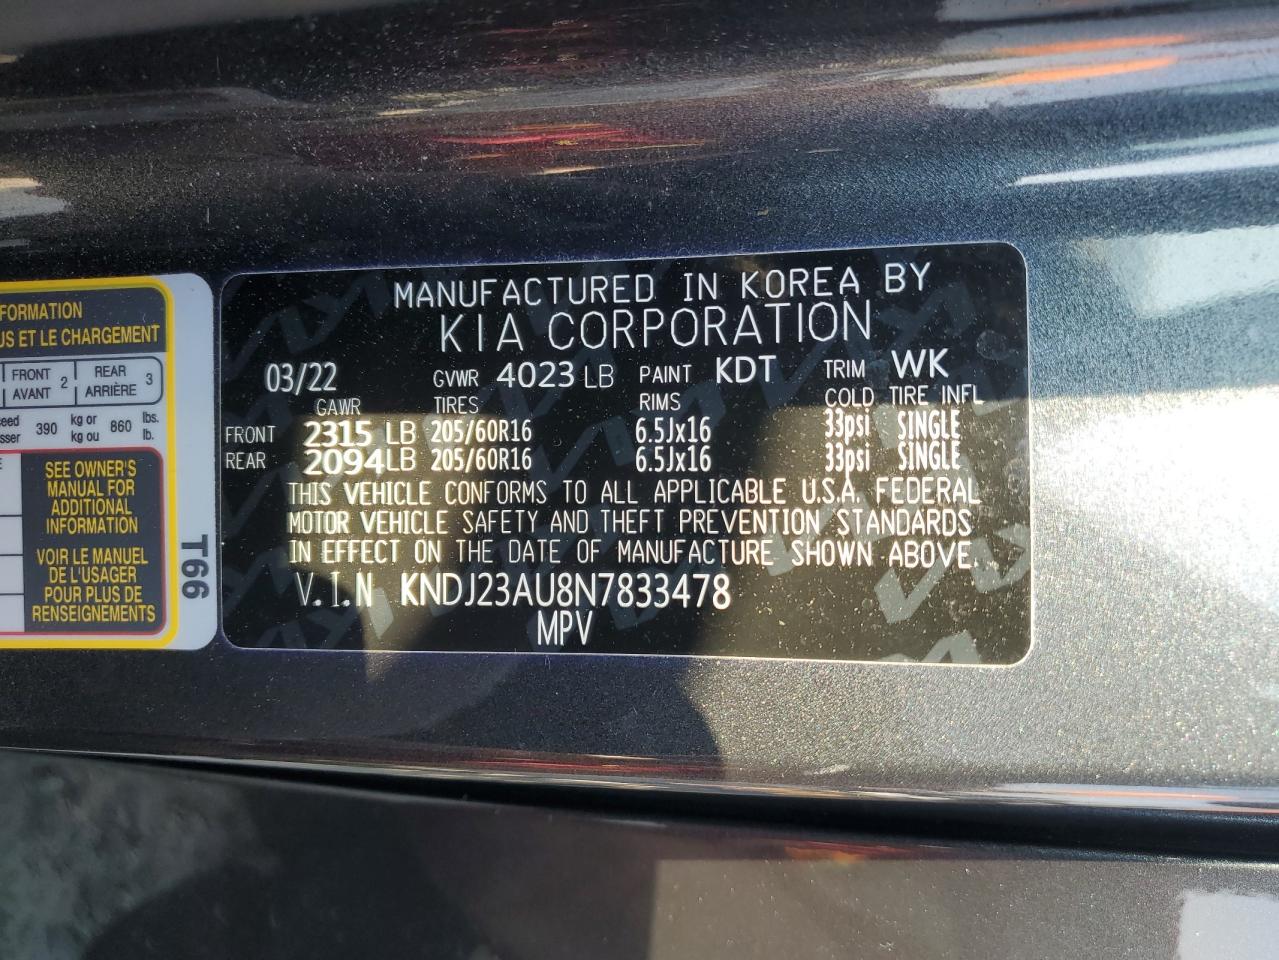 MANUFACTURED IN KOREA BY
KIA CORPORATION
03/22 GVWR 4023 LB PAINT KDT TRIM WK
GAWR TIRES RIMS COLD TIRE INFL
FRONT 2315 LB 205/60R16 6.5Jx16 33psi SINGLE
REAR 2094 LB 205/60R16 6.5Jx16 33psi SINGLE
THIS VEHICLE CONFORMS TO ALL APPLICABLE U.S.A. FEDERAL
MOTOR VEHICLE SAFETY AND THEFT PREVENTION STANDARDS
IN EFFECT ON THE DATE OF MANUFACTURE SHOWN ABOVE.
V.I.N KNDJ23AU8N7833478
MPV
ET LE CHARGEMENT
FRONT 2 REAR 3
AVANT ARRIÈRE
390 kg or 860 lbs.
kg ou lb.
SEE OWNER'S
MANUAL FOR
ADDITIONAL
INFORMATION
VOIR LE MANUEL
DE L'USAGER
POUR PLUS DE
RENSEIGNEMENTS
T66